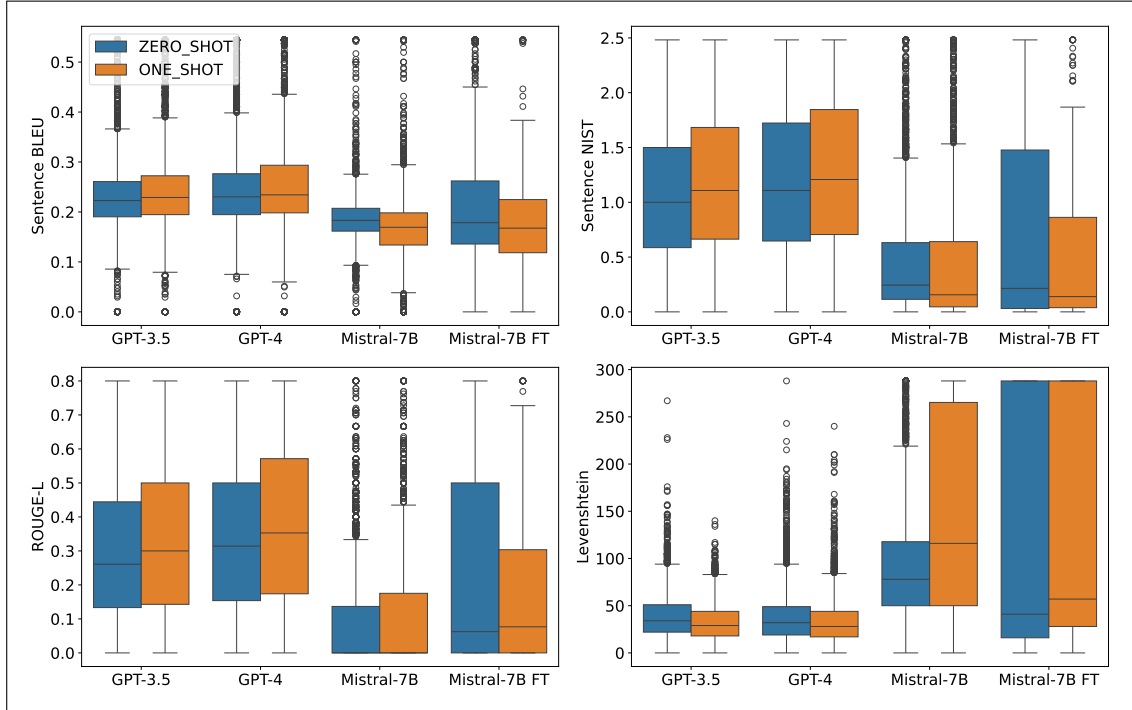 ZERO_SHOT
ONE_SHOT
Sentence BLEU
0.5
0.4
0.3
0.2
0.1
0.0
GPT-3.5 GPT-4 Mistral-7B Mistral-7B FT
Sentence NIST
2.5
2.0
1.5
1.0
0.5
0.0
GPT-3.5 GPT-4 Mistral-7B Mistral-7B FT
ROUGE-L
0.8
0.7
0.6
0.5
0.4
0.3
0.2
0.1
0.0
GPT-3.5 GPT-4 Mistral-7B Mistral-7B FT
Levenshtein
300
250
200
150
100
50
0
GPT-3.5 GPT-4 Mistral-7B Mistral-7B FT